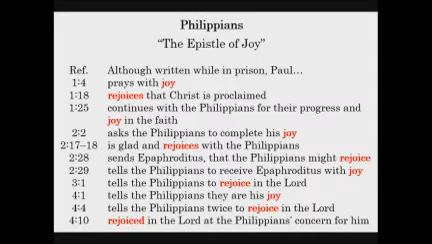 Philippians
“The Epistle of Joy”
Ref. Although written while in prison, Paul…
1:4 prays with joy
1:18 rejoices that Christ is proclaimed
1:25 continues with the Philippians for their progress and
joy in the faith
2:2 asks the Philippians to complete his joy
2:17–18 is glad and rejoices with the Philippians
2:28 sends Epaphroditus, that the Philippians might rejoice
2:29 tells the Philippians to receive Epaphroditus with joy
3:1 tells the Philippians to rejoice in the Lord
4:1 tells the Philippians they are his joy
4:4 tells the Philippians twice to rejoice in the Lord
4:10 rejoiced in the Lord at the Philippians’ concern for him